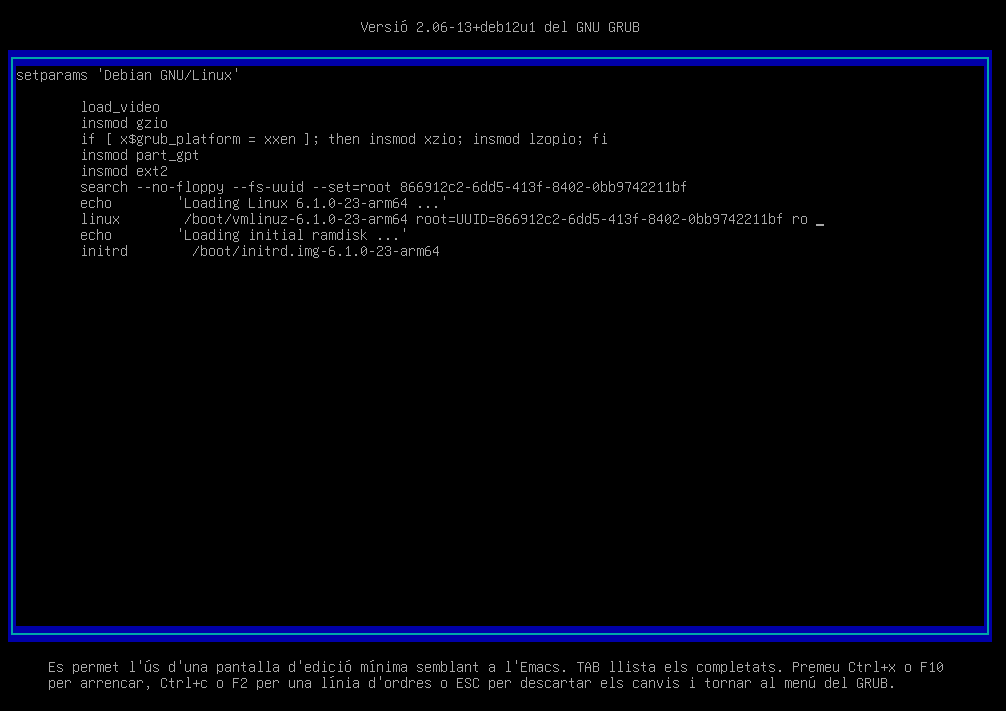 Versió 2.06-13+deb12u1 del GNU GRUB
setparams 'Debian GNU/Linux'
load_video
insmod gzio
if [ x$grub_platform = xxen ]; then insmod xzio; insmod lzopio; fi
insmod part_gpt
insmod ext2
search --no-floppy --fs-uuid --set=root 866912c2-6dd5-413f-8402-0bb9742211bf
echo 'Loading Linux 6.1.0-23-arm64 ...'
linux /boot/vmlinuz-6.1.0-23-arm64 root=UUID=866912c2-6dd5-413f-8402-0bb9742211bf ro _
echo 'Loading initial ramdisk ...'
initrd /boot/initrd.img-6.1.0-23-arm64
Es permet l'ús d'una pantalla d'edició mínima semblant a l'Emacs. TAB llista els completats. Premeu Ctrl+x o F10
per arrencar, Ctrl+c o F2 per una línia d'ordres o ESC per descartar els canvis i tornar al menú del GRUB.